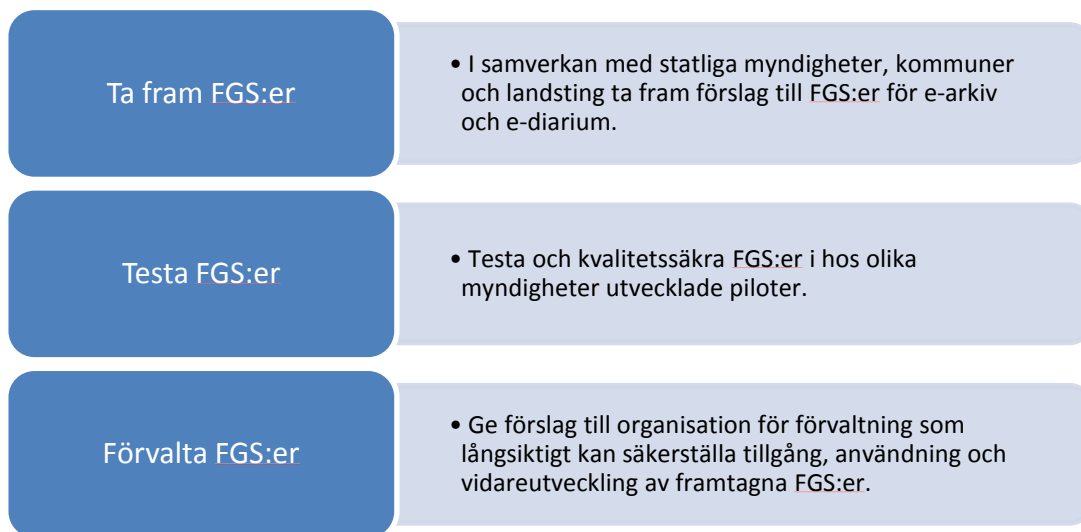 Ta fram FGS:er
• I samverkan med statliga myndigheter, kommuner
och landsting ta fram förslag till FGS:er för e-arkiv
och e-diarium.
Testa FGS:er
• Testa och kvalitetssäkra FGS:er i hos olika
myndigheter utvecklade piloter.
Förvalta FGS:er
• Ge förslag till organisation för förvaltning som
långsiktigt kan säkerställa tillgång, användning och
vidareutveckling av framtagna FGS:er.